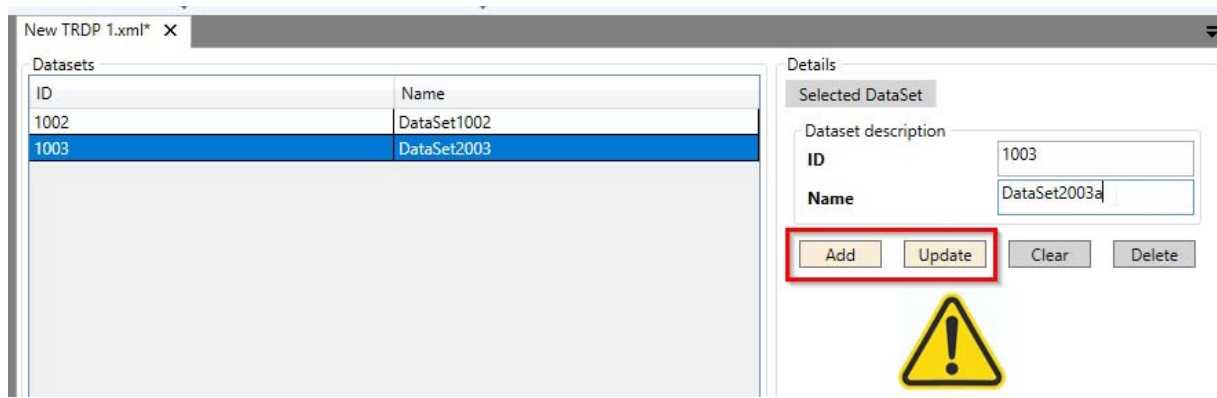 New TRDP 1.xml* X
Datasets
ID Name
1002 DataSet1002
1003 DataSet2003
Details
Selected DataSet
Dataset description
ID 1003
Name DataSet2003a
Add Update Clear Delete